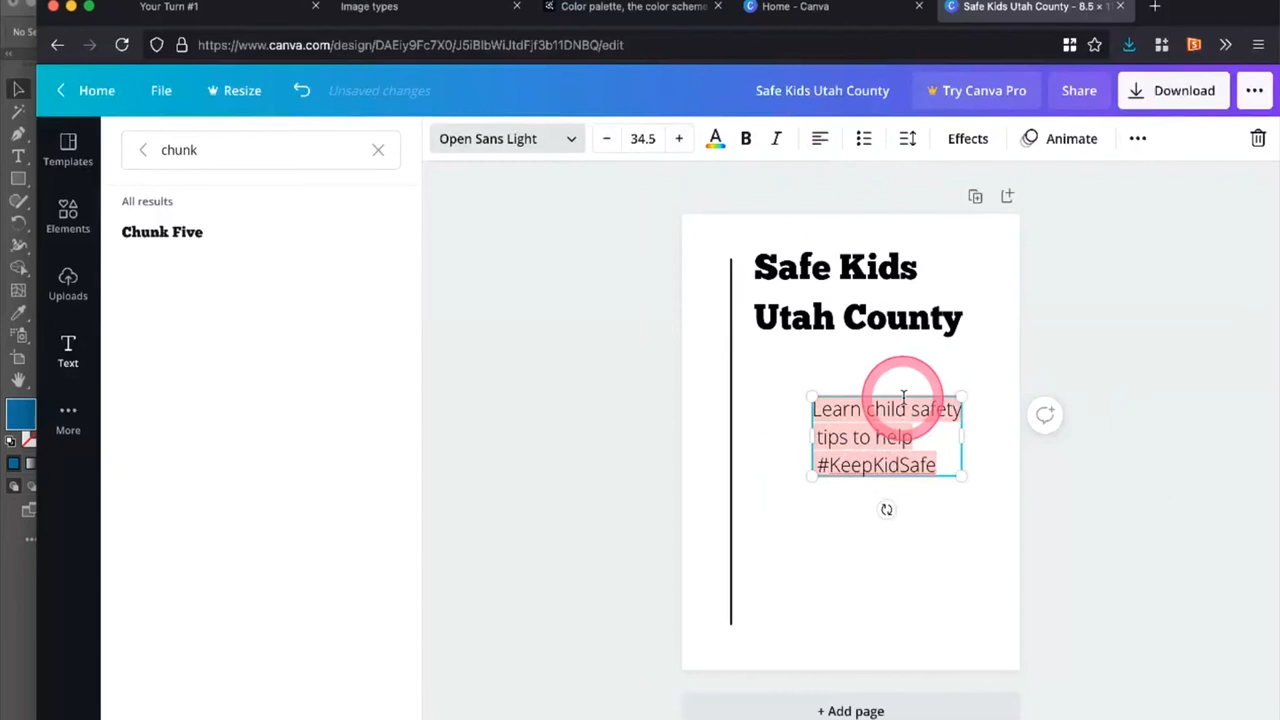 Your Turn #1
Image types
Color palette, the color scheme
Home - Canva
Safe Kids Utah County - 8.5 × 1
https://www.canva.com/design/DAEiy9Fc7X0/J5iBlbWiJtdFjf3b11DNBQ/edit
No Se
Home
File
Resize
Unsaved changes
Safe Kids Utah County
Try Canva Pro
Share
Download
Templates
Elements
Uploads
Text
More
chunk
Open Sans Light
34.5
Effects
Animate
All results
Chunk Five
Safe Kids
Utah County
Learn child safety
tips to help
#KeepKidSafe
+ Add page